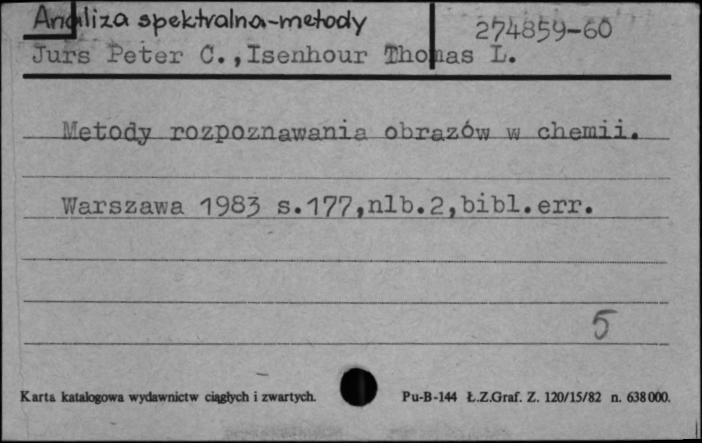 Analiza spektralna-metody 274859-60
Jurs Peter C.,Isenhour Thomas L.
Metody rozpoznawania obrazów w chemii.
Warszawa 1983 s.177,nlb.2,bibl.err.
5
Karta katalogowa wydawnictw ciągłych i zwartych. Pu-B-144 Ł.Z.Graf. Z. 120/15/82 n. 638000.